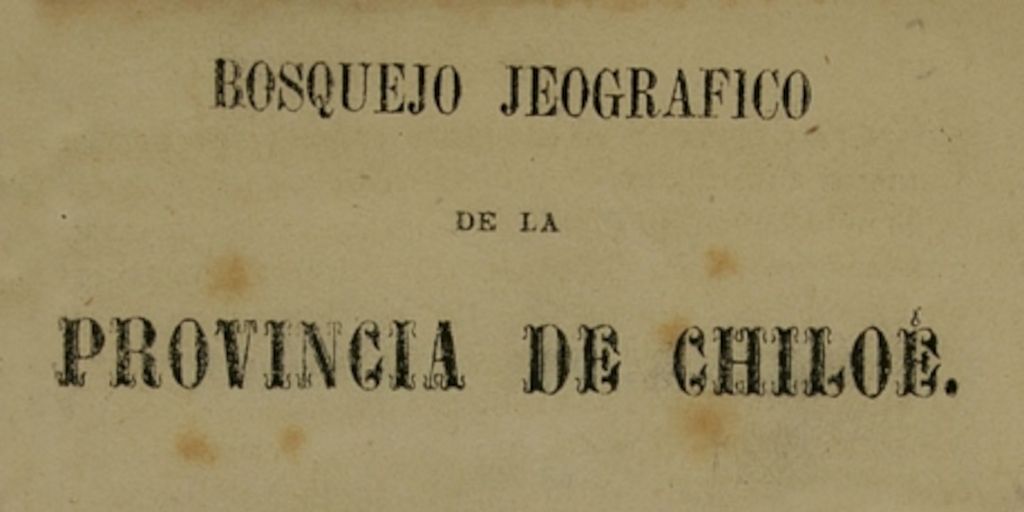 BOSQUEJO JEOGRAFICO
DE LA
PROVINCIA DE CHILOÉ.